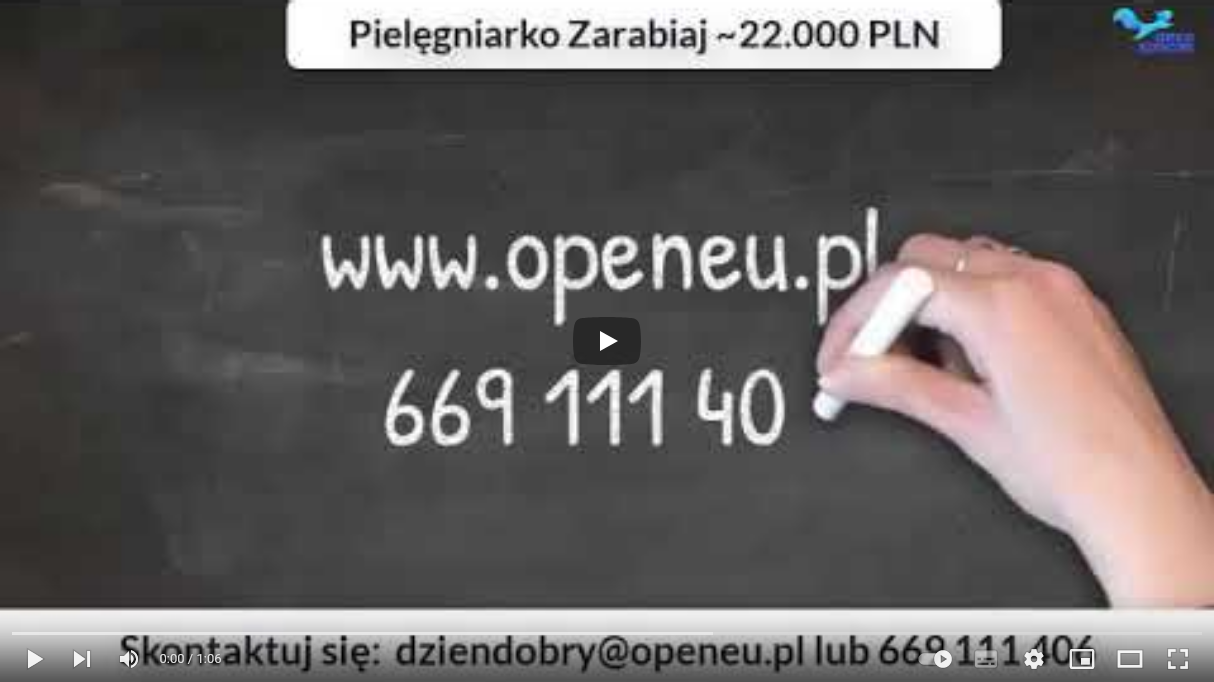 Pielęgniarko Zarabiaj ~22.000 PLN
www.openeu.pl
669 111 40
Skontaktuj się: dziendobry@openeu.pl lub 669 111 406
0:00 / 1:06